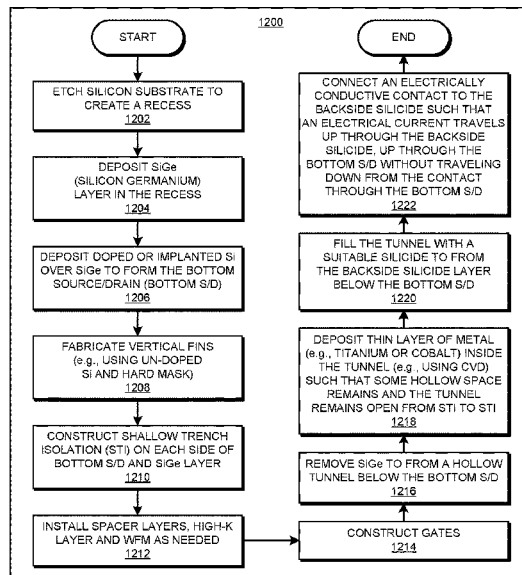 1200
START
ETCH SILICON SUBSTRATE TO
CREATE A RECESS
1202
DEPOSIT SiGe
(SILICON GERMANIUM)
LAYER IN THE RECESS
1204
DEPOSIT DOPED OR IMPLANTED Si
OVER SiGe TO FORM THE BOTTOM
SOURCE/DRAIN (BOTTOM S/D)
1206
FABRICATE VERTICAL FINS
(e.g., USING UN-DOPED
Si AND HARD MASK)
1208
CONSTRUCT SHALLOW TRENCH
ISOLATION (STI) ON EACH SIDE OF
BOTTOM S/D AND SiGe LAYER
1210
INSTALL SPACER LAYERS, HIGH-K
LAYER AND WFM AS NEEDED
1212
CONSTRUCT GATES
1214
REMOVE SiGe TO FROM A HOLLOW
TUNNEL BELOW THE BOTTOM S/D
1216
DEPOSIT THIN LAYER OF METAL
(e.g., TITANIUM OR COBALT) INSIDE
THE TUNNEL (e.g., USING CVD)
SUCH THAT SOME HOLLOW SPACE
REMAINS AND THE TUNNEL
REMAINS OPEN FROM STI TO STI
1218
FILL THE TUNNEL WITH A
SUITABLE SILICIDE TO FROM
THE BACKSIDE SILICIDE LAYER
BELOW THE BOTTOM S/D
1220
CONNECT AN ELECTRICALLY
CONDUCTIVE CONTACT TO THE
BACKSIDE SILICIDE SUCH THAT
AN ELECTRICAL CURRENT TRAVELS
UP THROUGH THE BACKSIDE
SILICIDE, UP THROUGH THE
BOTTOM S/D WITHOUT TRAVELING
DOWN FROM THE CONTACT
THROUGH THE BOTTOM S/D
1222
END